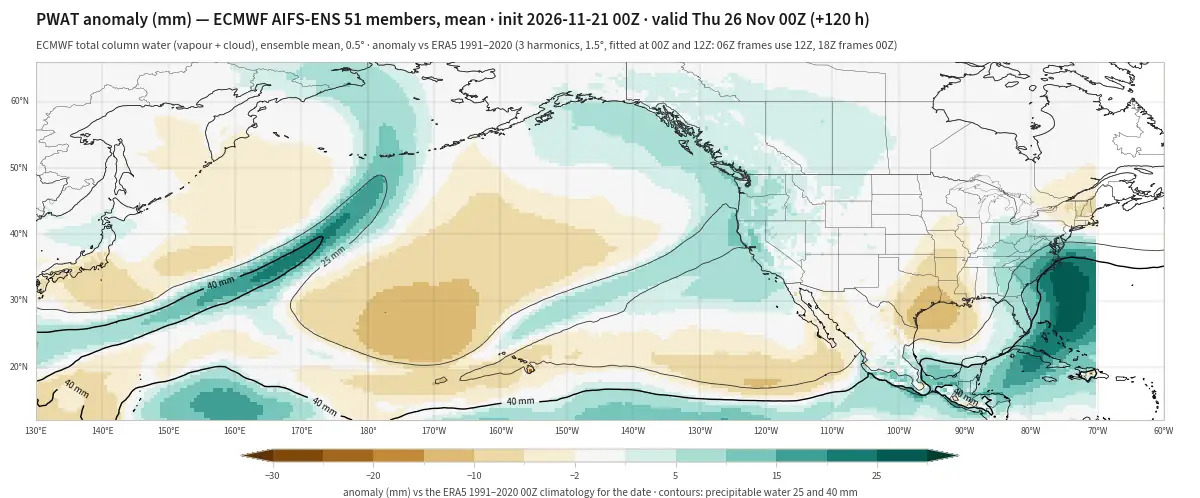 PWAT anomaly (mm) — ECMWF AIFS-ENS 51 members, mean · init 2026-11-21 00Z · valid Thu 26 Nov 00Z (+120 h)
ECMWF total column water (vapour + cloud), ensemble mean, 0.5° · anomaly vs ERA5 1991–2020 (3 harmonics, 1.5°, fitted at 00Z and 12Z: 06Z frames use 12Z, 18Z frames 00Z)
60°N
50°N
40°N
30°N
20°N
25 mm
40 mm
40 mm
40 mm
40 mm
40 mm
130°E 140°E 150°E 160°E 170°E 180° 170°W 160°W 150°W 140°W 130°W 120°W 110°W 100°W 90°W 80°W 70°W 60°W
−30 −20 −10 −2 5 15 25
anomaly (mm) vs the ERA5 1991–2020 00Z climatology for the date · contours: precipitable water 25 and 40 mm